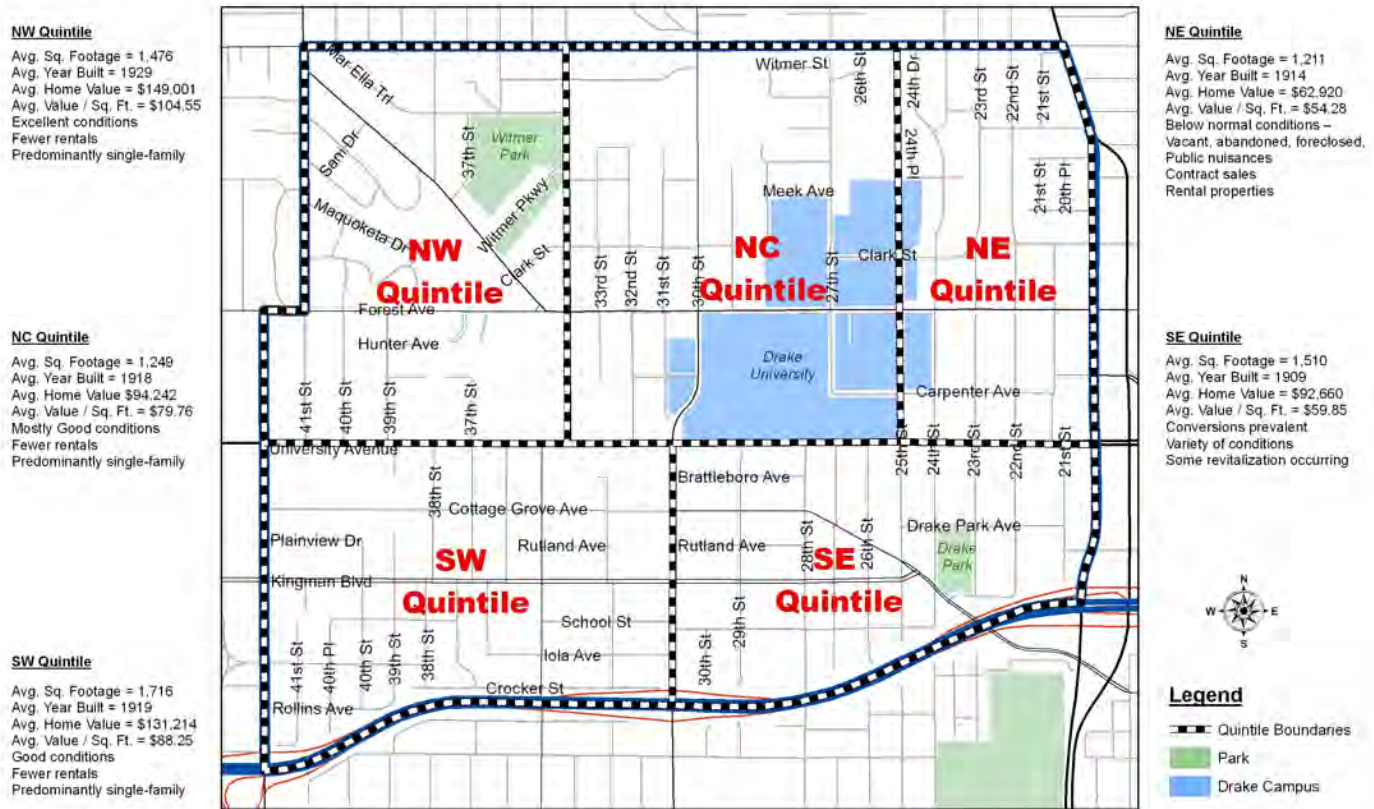 NW Quintile
Avg. Sq. Footage = 1,476
Avg. Year Built = 1929
Avg. Home Value = $149,001
Avg. Value / Sq. Ft. = $104.55
Excellent conditions
Fewer rentals
Predominantly single-family
NC Quintile
Avg. Sq. Footage = 1,249
Avg. Year Built = 1918
Avg. Home Value $94,242
Avg. Value / Sq. Ft. = $79.76
Mostly Good conditions
Fewer rentals
Predominantly single-family
SW Quintile
Avg. Sq. Footage = 1,716
Avg. Year Built = 1919
Avg. Home Value = $131,214
Avg. Value / Sq. Ft. = $88.25
Good conditions
Fewer rentals
Predominantly single-family
Mar Ella Trl
Sani Dr
Maquoketa Dr
37th St
Witmer
Park
Witmer Pkwy
Clark St
NW
Quintile
Forest Ave
Hunter Ave
41st St
40th St
39th St
37th St
University Avenue
Witmer St
26th St
24th Dr
24th Pl
23rd St
22nd St
21st St
21st St
20th Pl
Meek Ave
NC
Quintile
Clark St
NE
Quintile
33rd St
32nd St
31st St
30th St
27th St
Drake
University
Carpenter Ave
25th St
24th St
23rd St
22nd St
21st St
38th St
Cottage Grove Ave
Plainview Dr
Rutland Ave
SW
Quintile
Kingman Blvd
School St
Iola Ave
41st St
40th Pl
40th St
39th St
38th St
Crocker St
Rollins Ave
Brattleboro Ave
Rutland Ave
28th St
26th St
Drake Park Ave
Drake
Park
SE
Quintile
30th St
29th St
NE Quintile
Avg. Sq. Footage = 1,211
Avg. Year Built = 1914
Avg. Home Value = $62,920
Avg. Value / Sq. Ft. = $54.28
Below normal conditions –
Vacant, abandoned, foreclosed,
Public nuisances
Contract sales
Rental properties
SE Quintile
Avg. Sq. Footage = 1,510
Avg. Year Built = 1909
Avg. Home Value = $92,660
Avg. Value / Sq. Ft. = $59.85
Conversions prevalent
Variety of conditions
Some revitalization occurring
N
W
E
S
Legend
Quintile Boundaries
Park
Drake Campus